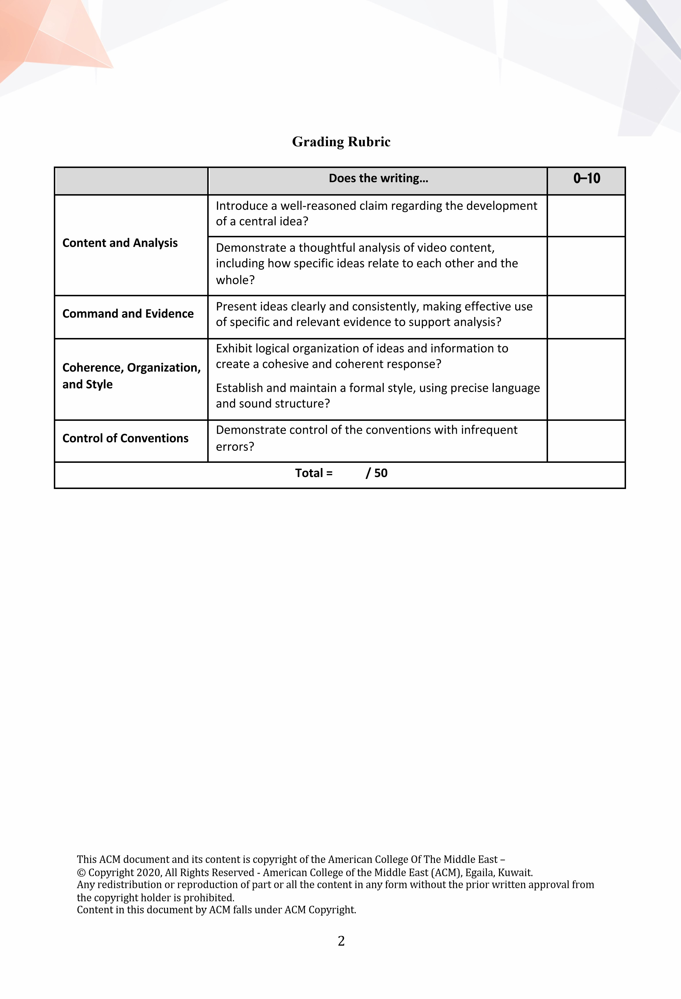 Grading Rubric
Does the writing...
0–10
Content and Analysis
Introduce a well-reasoned claim regarding the development
of a central idea?
Demonstrate a thoughtful analysis of video content,
including how specific ideas relate to each other and the
whole?
Command and Evidence
Present ideas clearly and consistently, making effective use
of specific and relevant evidence to support analysis?
Coherence, Organization,
and Style
Exhibit logical organization of ideas and information to
create a cohesive and coherent response?
Establish and maintain a formal style, using precise language
and sound structure?
Control of Conventions
Demonstrate control of the conventions with infrequent
errors?
Total = / 50
This ACM document and its content is copyright of the American College Of The Middle East –
© Copyright 2020, All Rights Reserved - American College of the Middle East (ACM), Egaila, Kuwait.
Any redistribution or reproduction of part or all the content in any form without the prior written approval from
the copyright holder is prohibited.
Content in this document by ACM falls under ACM Copyright.
2